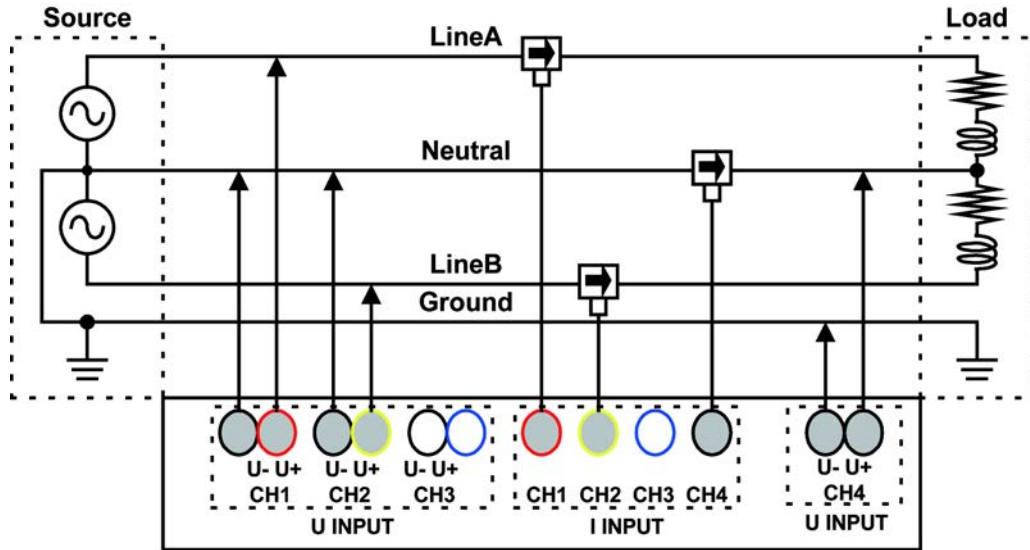 Source
Load
LineA
Neutral
LineB
Ground
U- U+ U- U+ U- U+ U- U+
CH1 CH2 CH3 CH1 CH2 CH3 CH4 CH4
U INPUT I INPUT U INPUT